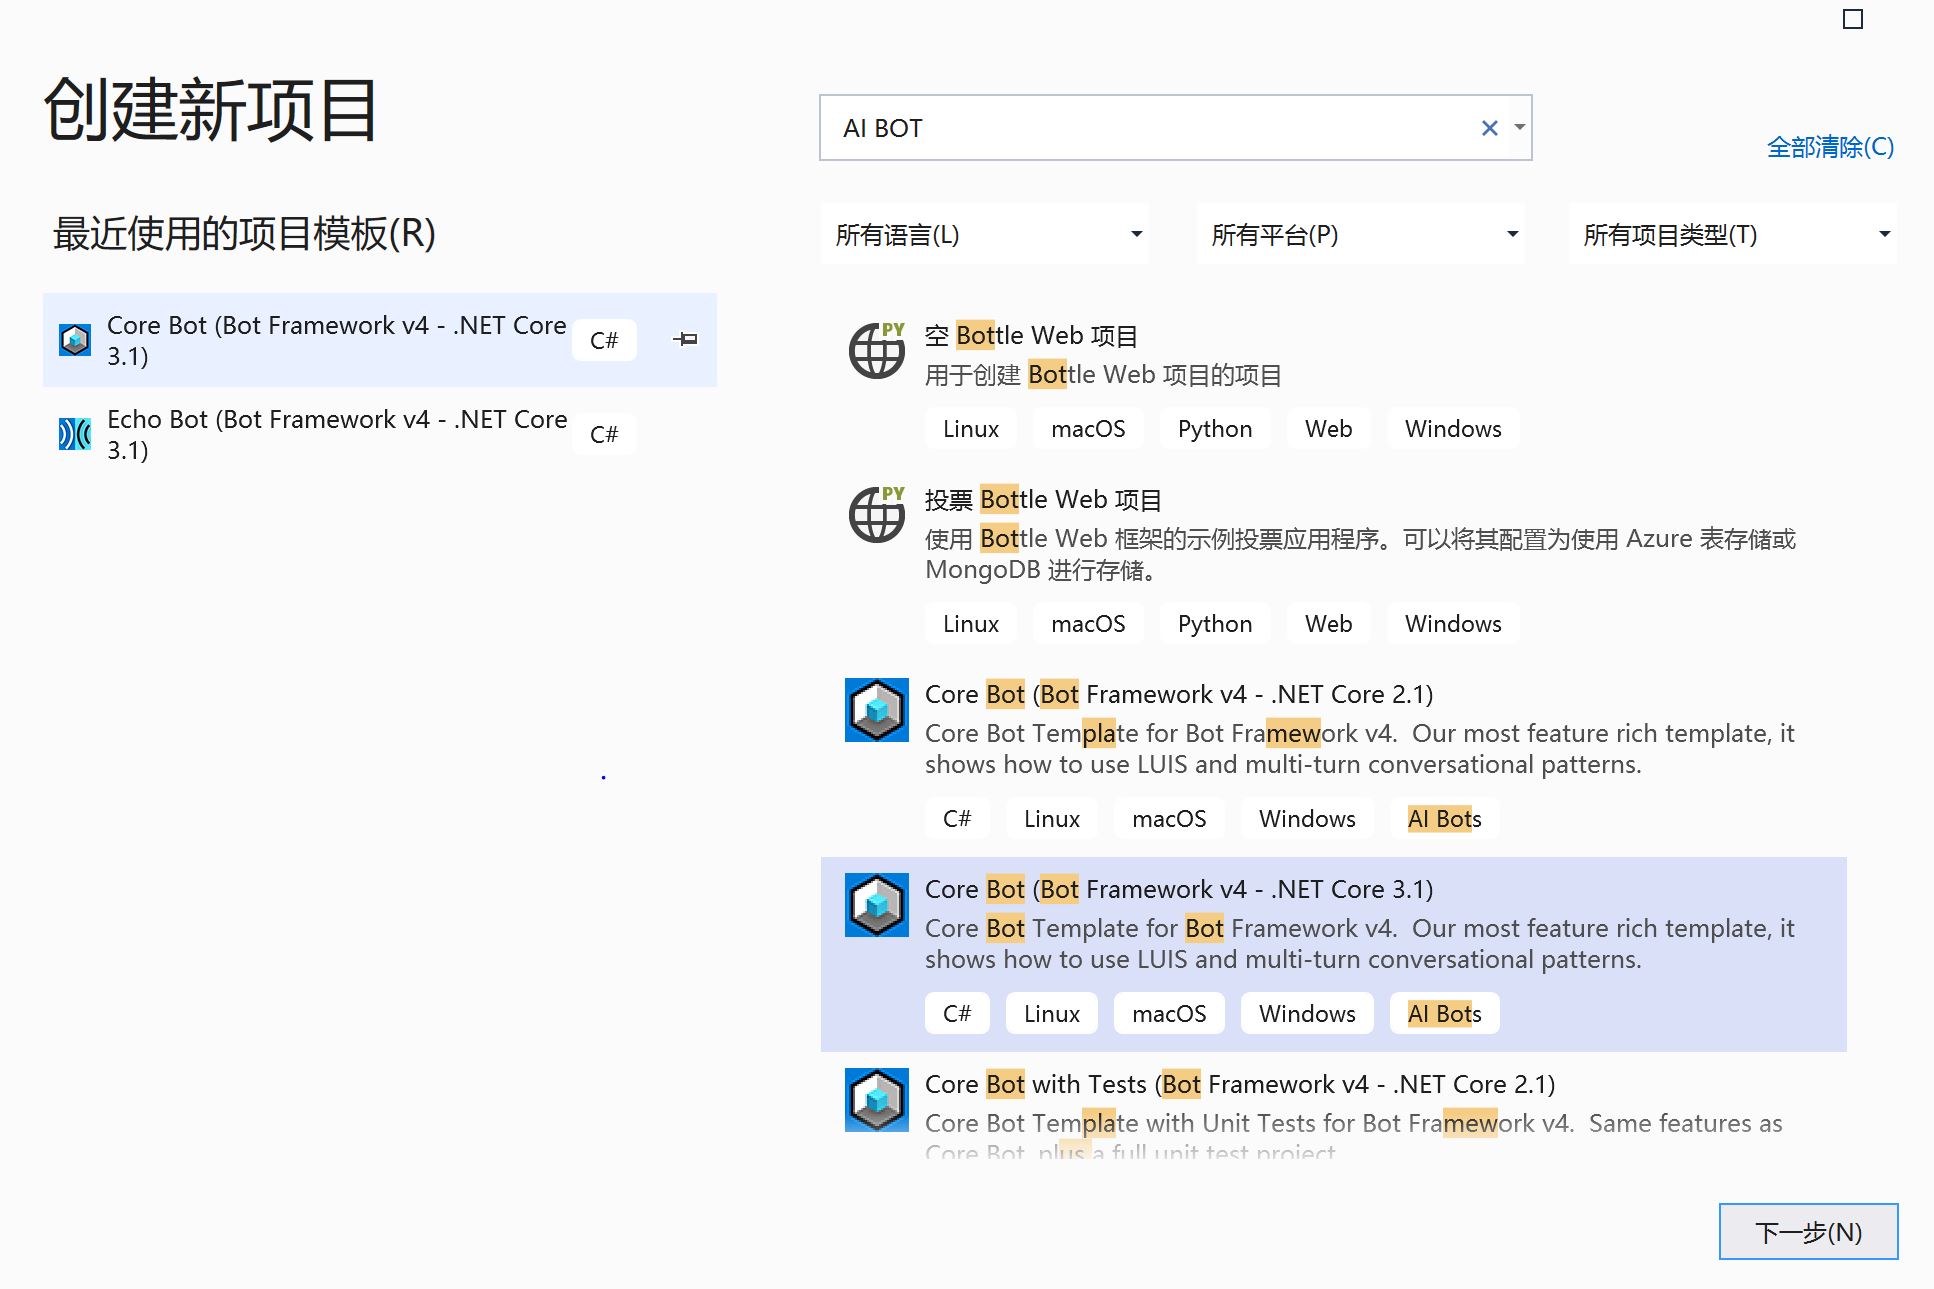 创建新项目
AI BOT
全部清除(C)
最近使用的项目模板(R)
所有语言(L)
所有平台(P)
所有项目类型(T)
Core Bot (Bot Framework v4 - .NET Core
3.1)
C#
Echo Bot (Bot Framework v4 - .NET Core
3.1)
C#
PY
空 Bottle Web 项目
用于创建 Bottle Web 项目的项目
Linux macOS Python Web Windows
PY
投票 Bottle Web 项目
使用 Bottle Web 框架的示例投票应用程序。可以将其配置为使用 Azure 表存储或
MongoDB 进行存储。
Linux macOS Python Web Windows
Core Bot (Bot Framework v4 - .NET Core 2.1)
Core Bot Template for Bot Framework v4. Our most feature rich template, it
shows how to use LUIS and multi-turn conversational patterns.
C# Linux macOS Windows AI Bots
Core Bot (Bot Framework v4 - .NET Core 3.1)
Core Bot Template for Bot Framework v4. Our most feature rich template, it
shows how to use LUIS and multi-turn conversational patterns.
C# Linux macOS Windows AI Bots
Core Bot with Tests (Bot Framework v4 - .NET Core 2.1)
Core Bot Template with Unit Tests for Bot Framework v4. Same features as
Core Bot, plus a full unit test project
下一步(N)